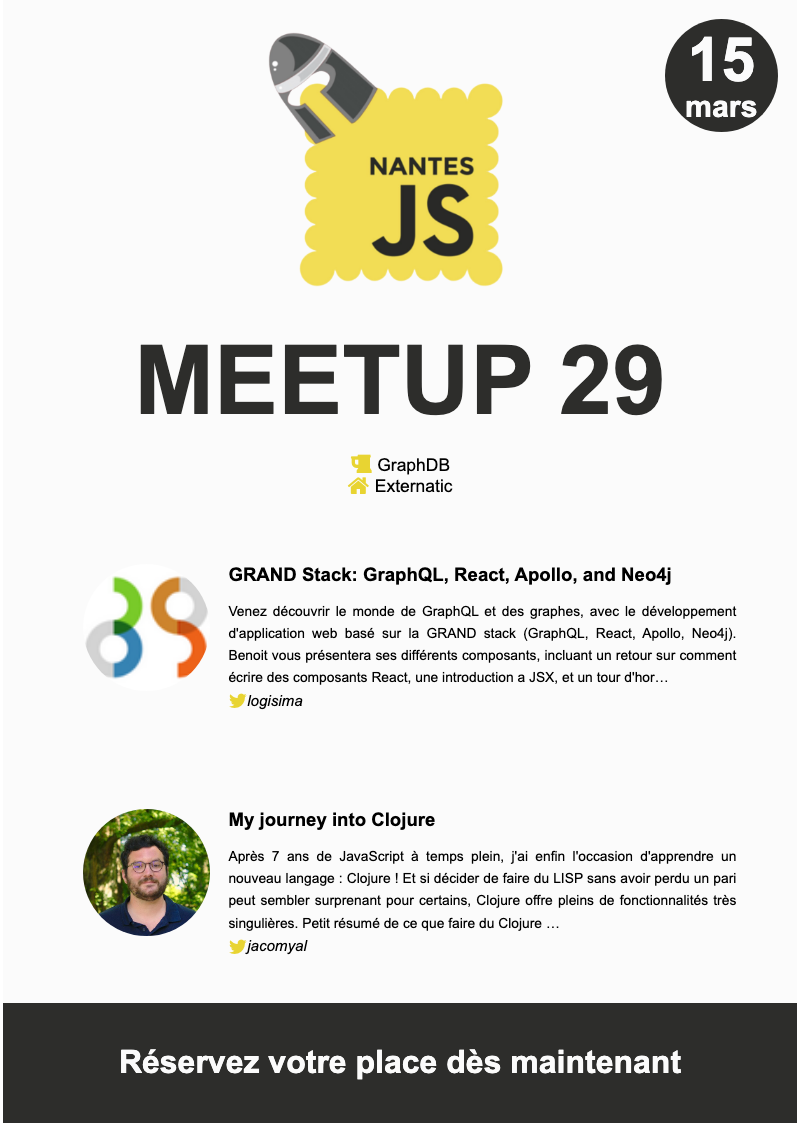 15
mars
NANTES
JS
MEETUP 29
GraphDB
Externatic
GRAND Stack: GraphQL, React, Apollo, and Neo4j
Venez découvrir le monde de GraphQL et des graphes, avec le développement
d'application web basé sur la GRAND stack (GraphQL, React, Apollo, Neo4j).
Benoit vous présentera ses différents composants, incluant un retour sur comment
écrire des composants React, une introduction a JSX, et un tour d'hor…
logisima
My journey into Clojure
Après 7 ans de JavaScript à temps plein, j'ai enfin l'occasion d'apprendre un
nouveau langage : Clojure ! Et si décider de faire du LISP sans avoir perdu un pari
peut sembler surprenant pour certains, Clojure offre pleins de fonctionnalités très
singulières. Petit résumé de ce que faire du Clojure …
jacomyal
Réservez votre place dès maintenant